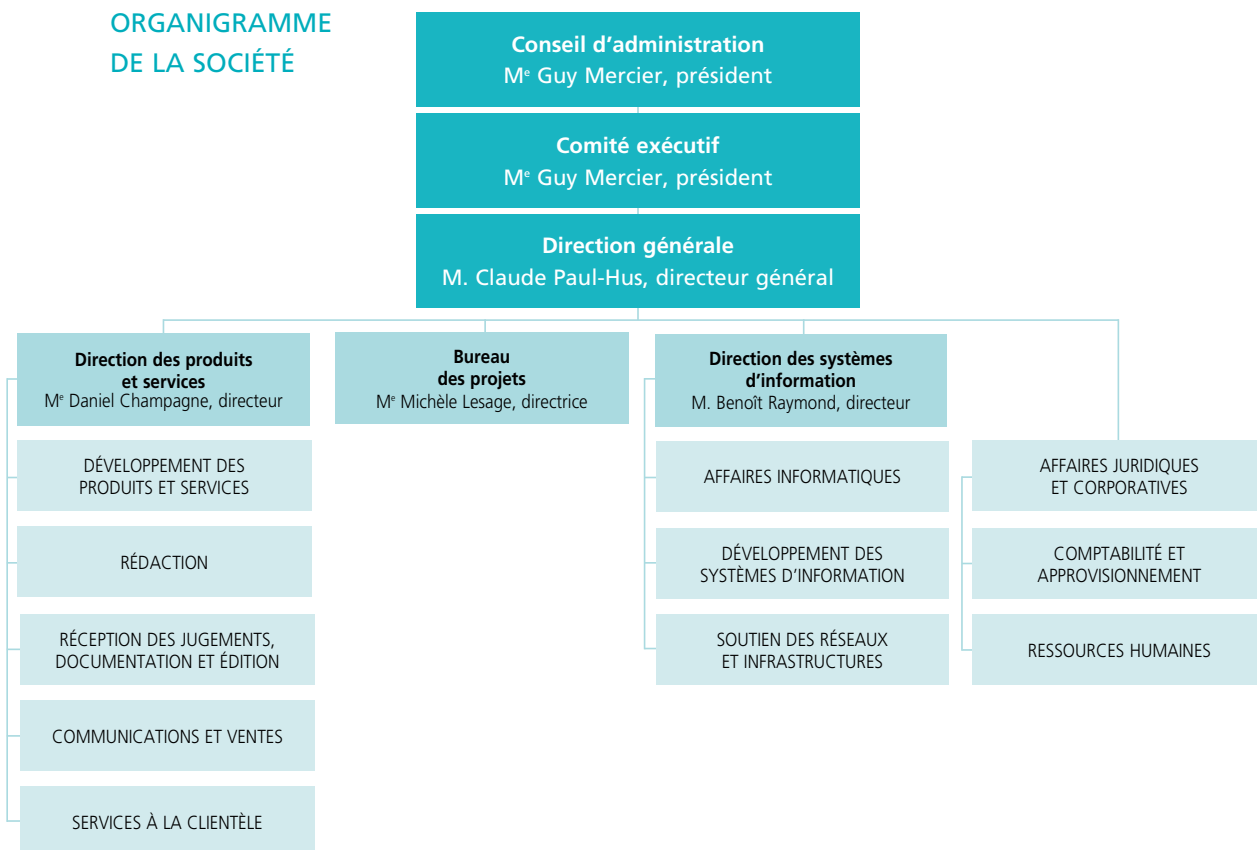 ORGANIGRAMME
DE LA SOCIÉTÉ
Conseil d'administration
Mᵉ Guy Mercier, président
Comité exécutif
Mᵉ Guy Mercier, président
Direction générale
M. Claude Paul-Hus, directeur général
Direction des produits
et services
Mᵉ Daniel Champagne, directeur
DÉVELOPPEMENT DES
PRODUITS ET SERVICES
RÉDACTION
RÉCEPTION DES JUGEMENTS,
DOCUMENTATION ET ÉDITION
COMMUNICATIONS ET VENTES
SERVICES À LA CLIENTÈLE
Bureau
des projets
Mᵉ Michèle Lesage, directrice
Direction des systèmes
d'information
M. Benoît Raymond, directeur
AFFAIRES INFORMATIQUES
DÉVELOPPEMENT DES
SYSTÈMES D'INFORMATION
SOUTIEN DES RÉSEAUX
ET INFRASTRUCTURES
AFFAIRES JURIDIQUES
ET CORPORATIVES
COMPTABILITÉ ET
APPROVISIONNEMENT
RESSOURCES HUMAINES